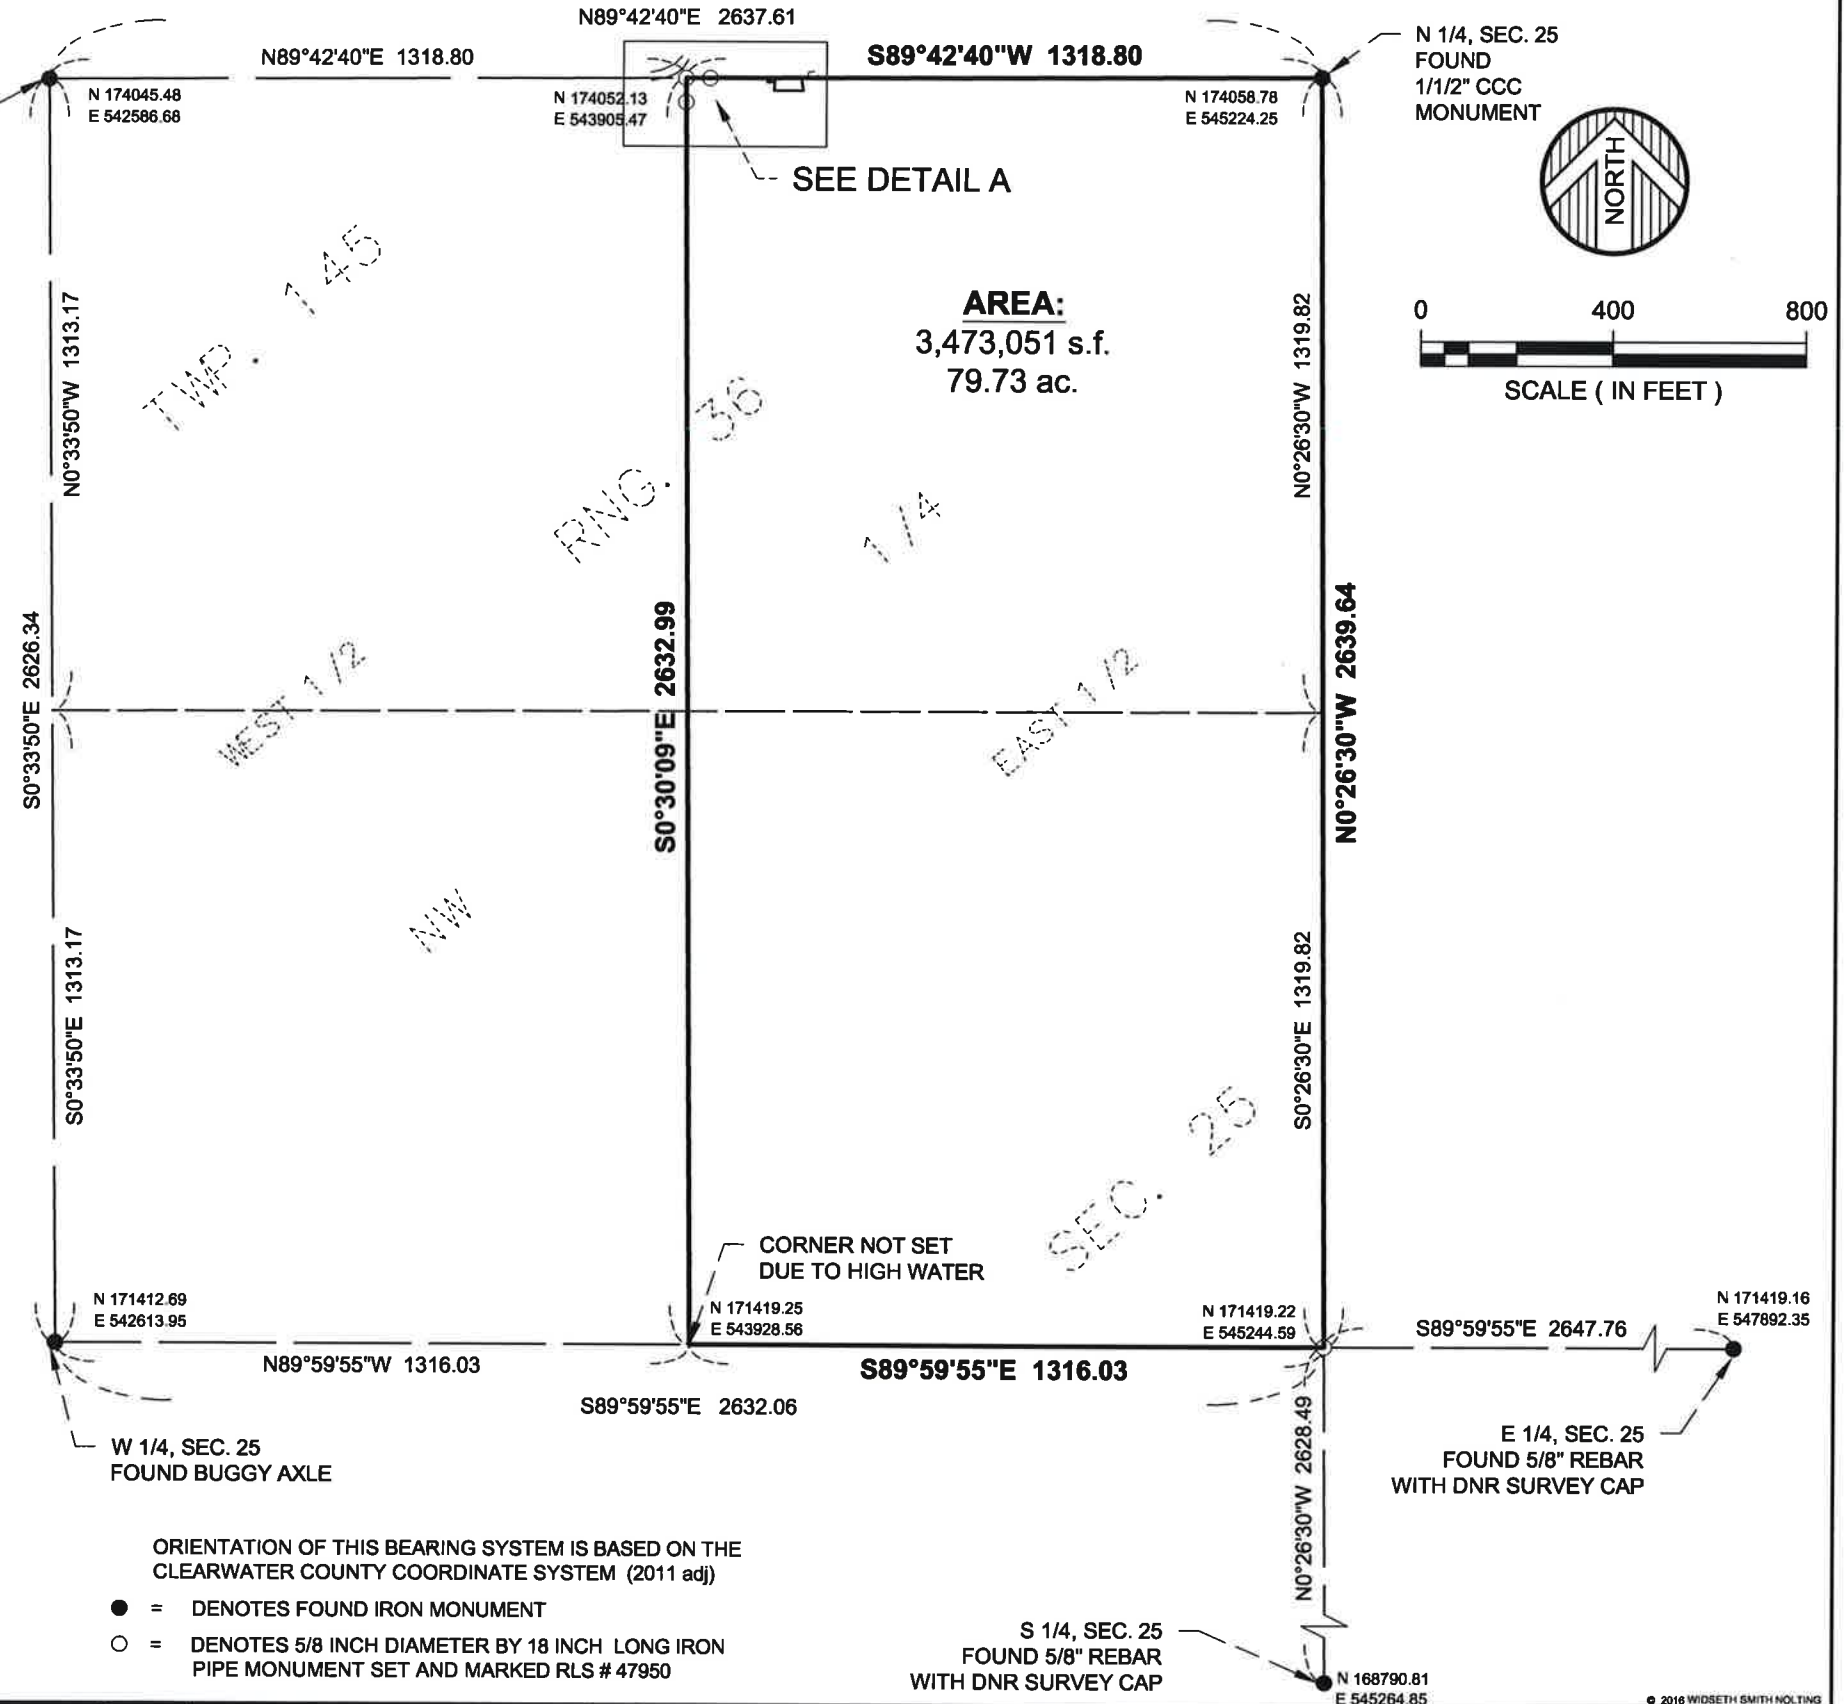 N89°42'40"E 2637.61
N89°42'40"E 1318.80
S89°42'40"W 1318.80
N 1/4, SEC. 25
FOUND
1/1/2" CCC
MONUMENT
N 174045.48
E 542586.68
N 174052.13
E 543905.47
N 174058.78
E 545224.25
SEE DETAIL A
NORTH
0 400 800
SCALE ( IN FEET )
AREA:
3,473,051 s.f.
79.73 ac.
TWP. 145
RNG. 36
1/4
N0°33'50"W 1313.17
N0°26'30"W 1319.82
S0°33'50"E 2626.34
S0°30'09"E 2632.99
N0°26'30"W 2639.64
WEST 1/2
EAST 1/2
NW
SEC. 25
S0°33'50"E 1313.17
S0°26'30"E 1319.82
CORNER NOT SET
DUE TO HIGH WATER
N 171412.69
E 542613.95
N 171419.25
E 543928.56
N 171419.22
E 545244.59
N 171419.16
E 547892.35
S89°59'55"E 2647.76
N89°59'55"W 1316.03
S89°59'55"E 1316.03
S89°59'55"E 2632.06
W 1/4, SEC. 25
FOUND BUGGY AXLE
E 1/4, SEC. 25
FOUND 5/8" REBAR
WITH DNR SURVEY CAP
N0°26'30"W 2628.49
ORIENTATION OF THIS BEARING SYSTEM IS BASED ON THE
CLEARWATER COUNTY COORDINATE SYSTEM (2011 adj)
= DENOTES FOUND IRON MONUMENT
= DENOTES 5/8 INCH DIAMETER BY 18 INCH LONG IRON
PIPE MONUMENT SET AND MARKED RLS # 47950
S 1/4, SEC. 25
FOUND 5/8" REBAR
WITH DNR SURVEY CAP
N 168790.81
E 545264.85
© 2016 WIDSETH SMITH NOLTING